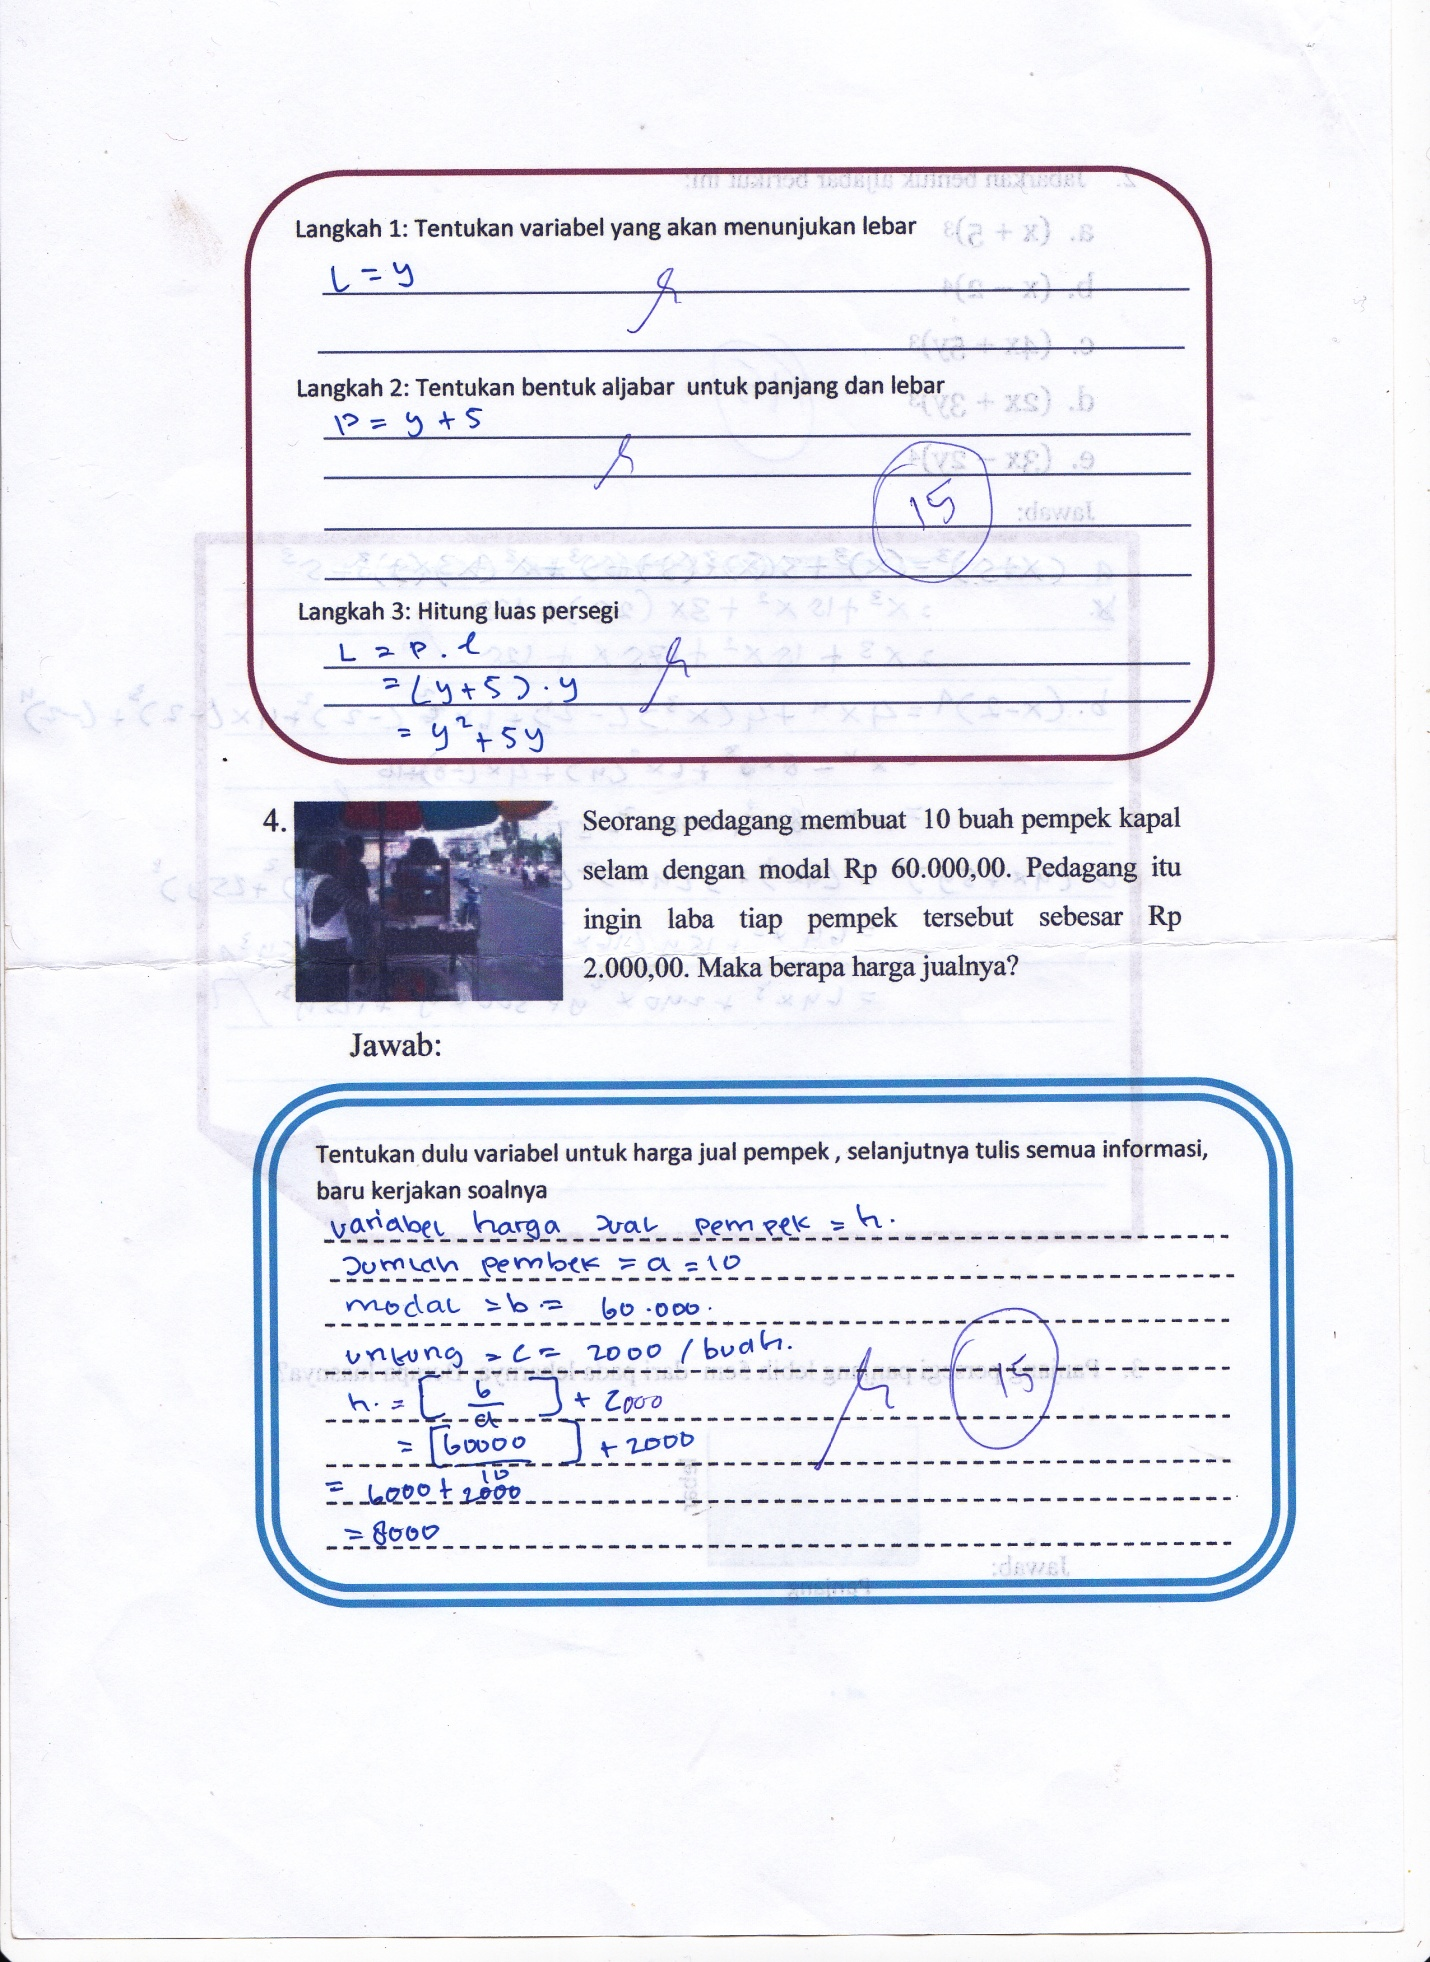 Langkah 1: Tentukan variabel yang akan menunjukan lebar
L = y
Langkah 2: Tentukan bentuk aljabar untuk panjang dan lebar
P = y + 5
15
Langkah 3: Hitung luas persegi
L = P . l
= (y+5) . y
= y² + 5y
4. Seorang pedagang membuat 10 buah pempek kapal
selam dengan modal Rp 60.000,00. Pedagang itu
ingin laba tiap pempek tersebut sebesar Rp
2.000,00. Maka berapa harga jualnya?
Jawab:
Tentukan dulu variabel untuk harga jual pempek , selanjutnya tulis semua informasi,
baru kerjakan soalnya
variabel harga jual pempek = h.
Jumlah pembek = a = 10
modal = b = 60.000.
untung = c = 2000 / buah.
15
h. = [b/a] + 2000
= [60000/10] + 2000
= 6000 + 2000
= 8000